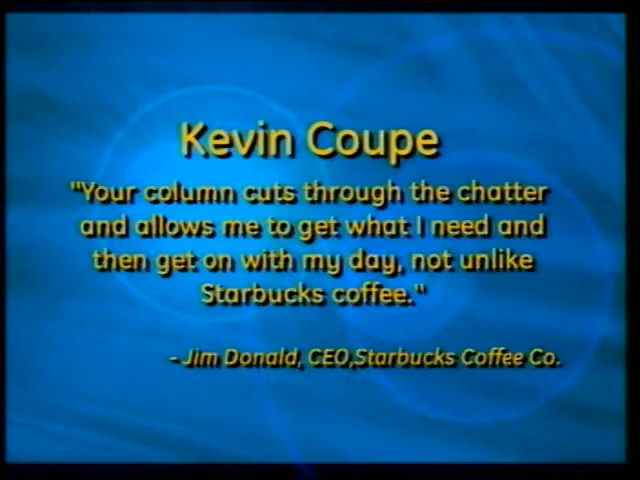 Kevin Coupe
"Your column cuts through the chatter
and allows me to get what I need and
then get on with my day, not unlike
Starbucks coffee."
- Jim Donald, CEO,Starbucks Coffee Co.